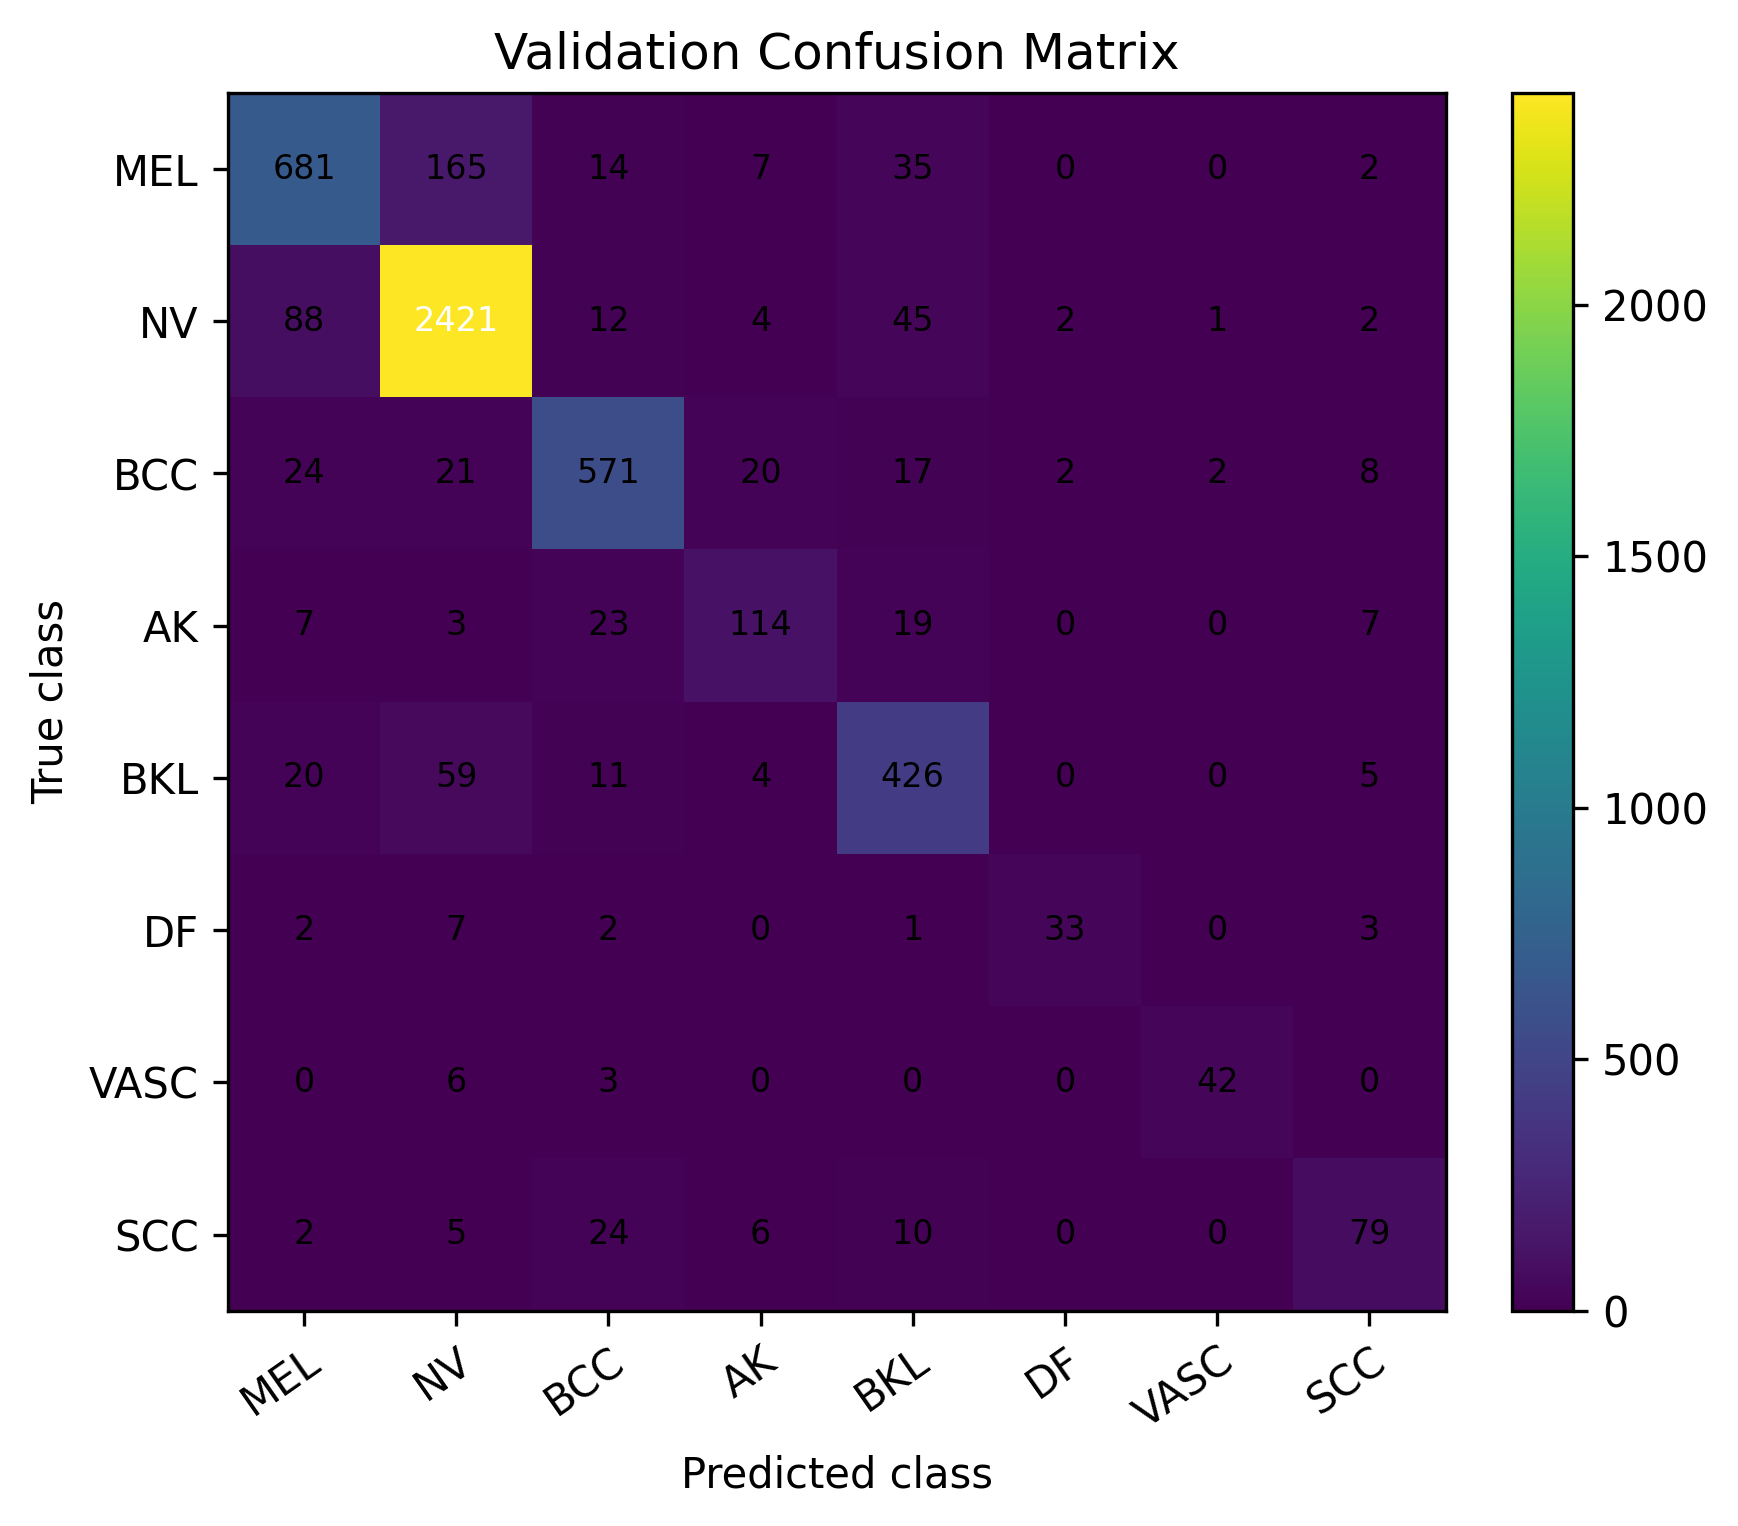 Validation Confusion Matrix
MEL 681 165 14 7 35 0 0 2
NV 88 2421 12 4 45 2 1 2
BCC 24 21 571 20 17 2 2 8
AK 7 3 23 114 19 0 0 7
BKL 20 59 11 4 426 0 0 5
DF 2 7 2 0 1 33 0 3
VASC 0 6 3 0 0 0 42 0
SCC 2 5 24 6 10 0 0 79
MEL NV BCC AK BKL DF VASC SCC
Predicted class
True class
2000
1500
1000
500
0